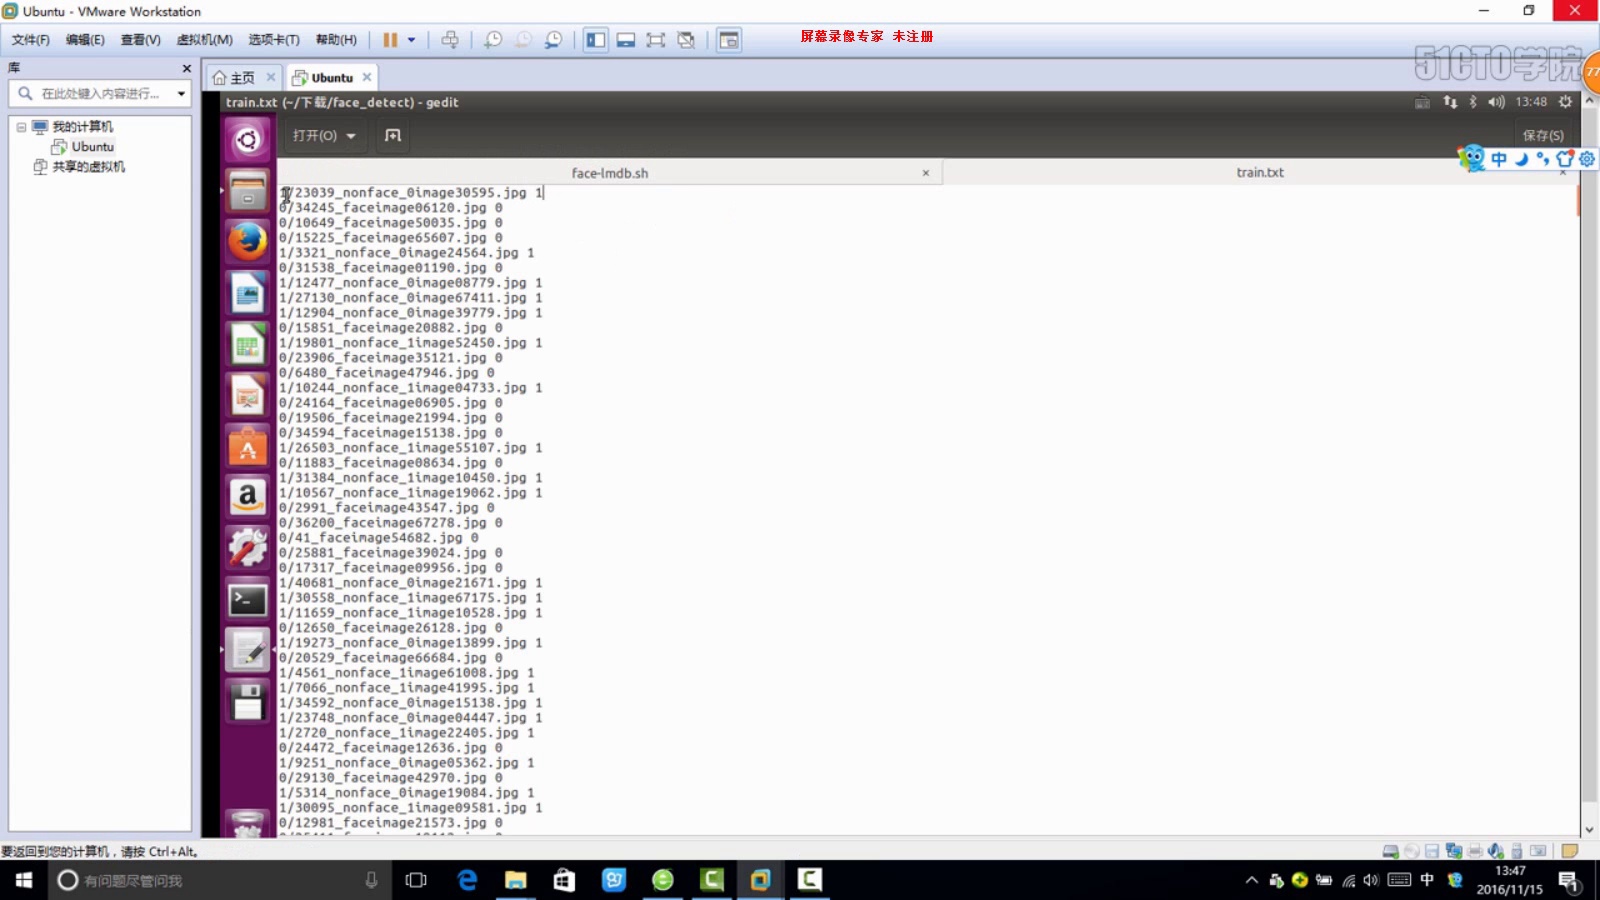 Ubuntu - VMware Workstation
文件(F) 编辑(E) 查看(V) 虚拟机(M) 选项卡(T) 帮助(H)
屏幕录像专家 未注册
51CTO学院
77
库
在此处键入内容进行...
我的计算机
Ubuntu
共享的虚拟机
主页
Ubuntu
train.txt (~/下载/face_detect) - gedit
13:48
打开(O)
保存(S)
中
face-lmdb.sh
train.txt
1/23039_nonface_0image30595.jpg 1
0/34245_faceimage06120.jpg 0
0/10649_faceimage50035.jpg 0
0/15225_faceimage65607.jpg 0
1/3321_nonface_0image24564.jpg 1
0/31538_faceimage01190.jpg 0
1/12477_nonface_0image08779.jpg 1
1/27130_nonface_0image67411.jpg 1
1/12904_nonface_0image39779.jpg 1
0/15851_faceimage20882.jpg 0
1/19801_nonface_1image52450.jpg 1
0/23906_faceimage35121.jpg 0
0/6480_faceimage47946.jpg 0
1/10244_nonface_1image04733.jpg 1
0/24164_faceimage06905.jpg 0
0/19506_faceimage21994.jpg 0
0/34594_faceimage15138.jpg 0
1/26503_nonface_1image55107.jpg 1
0/11883_faceimage08634.jpg 0
1/31384_nonface_1image10450.jpg 1
1/10567_nonface_1image19062.jpg 1
0/2991_faceimage43547.jpg 0
0/36200_faceimage67278.jpg 0
0/41_faceimage54682.jpg 0
0/25881_faceimage39024.jpg 0
0/17317_faceimage09956.jpg 0
1/40681_nonface_0image21671.jpg 1
1/30558_nonface_1image67175.jpg 1
1/11659_nonface_1image10528.jpg 1
0/12650_faceimage26128.jpg 0
1/19273_nonface_0image13899.jpg 1
0/20529_faceimage66684.jpg 0
1/4561_nonface_1image61008.jpg 1
1/7066_nonface_1image41995.jpg 1
1/34592_nonface_0image15138.jpg 1
1/23748_nonface_0image04447.jpg 1
1/2720_nonface_1image22405.jpg 1
0/24472_faceimage12636.jpg 0
1/9251_nonface_0image05362.jpg 1
0/29130_faceimage42970.jpg 0
1/5314_nonface_0image19084.jpg 1
1/30095_nonface_1image09581.jpg 1
0/12981_faceimage21573.jpg 0
要返回到您的计算机，请按 Ctrl+Alt。
有问题尽管问我
中
13:47
2016/11/15
1